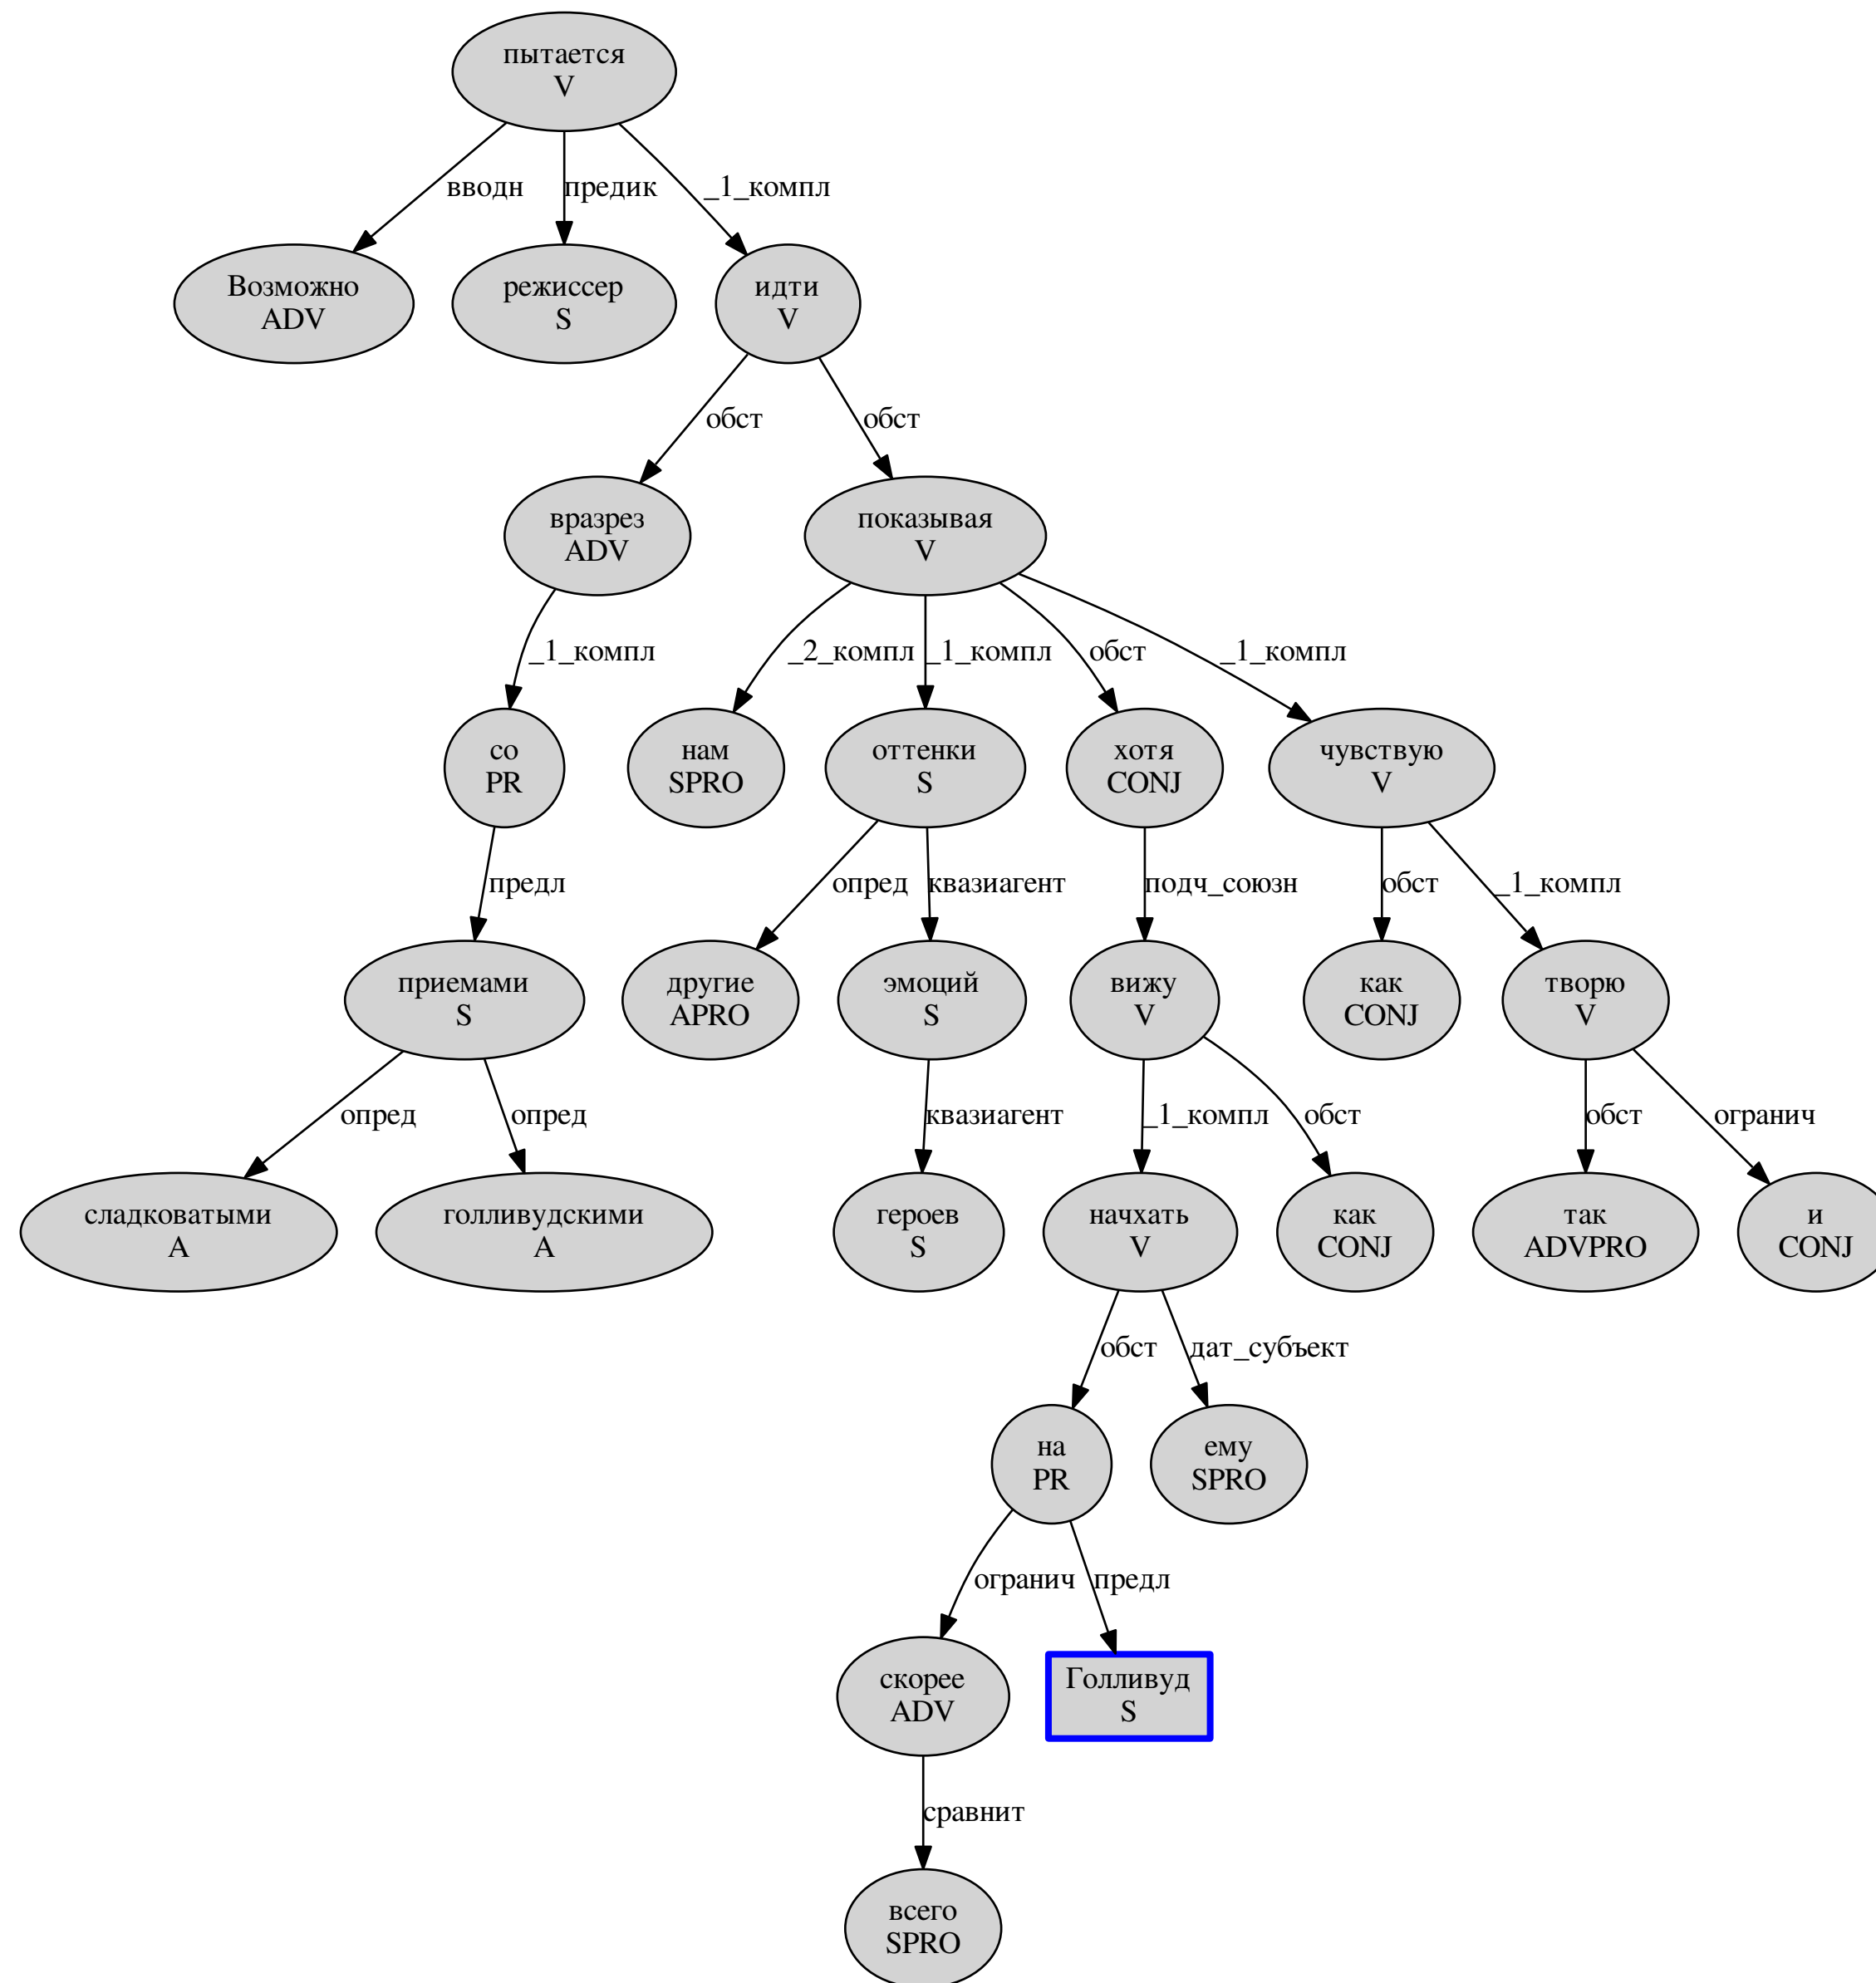 пытается
V
вводн
предик
_1_компл
Возможно
ADV
режиссер
S
идти
V
обст
обст
вразрез
ADV
показывая
V
_1_компл
_2_компл
_1_компл
обст
_1_компл
со
PR
нам
SPRO
оттенки
S
хотя
CONJ
чувствую
V
предл
опред
квазиагент
подч_союзн
обст
_1_компл
приемами
S
другие
APRO
эмоций
S
вижу
V
как
CONJ
творю
V
опред
опред
квазиагент
_1_компл
обст
обст
огранич
сладковатыми
A
голливудскими
A
героев
S
начхать
V
как
CONJ
так
ADVPRO
и
CONJ
обст
дат_субъект
на
PR
ему
SPRO
огранич
предл
скорее
ADV
Голливуд
S
сравнит
всего
SPRO